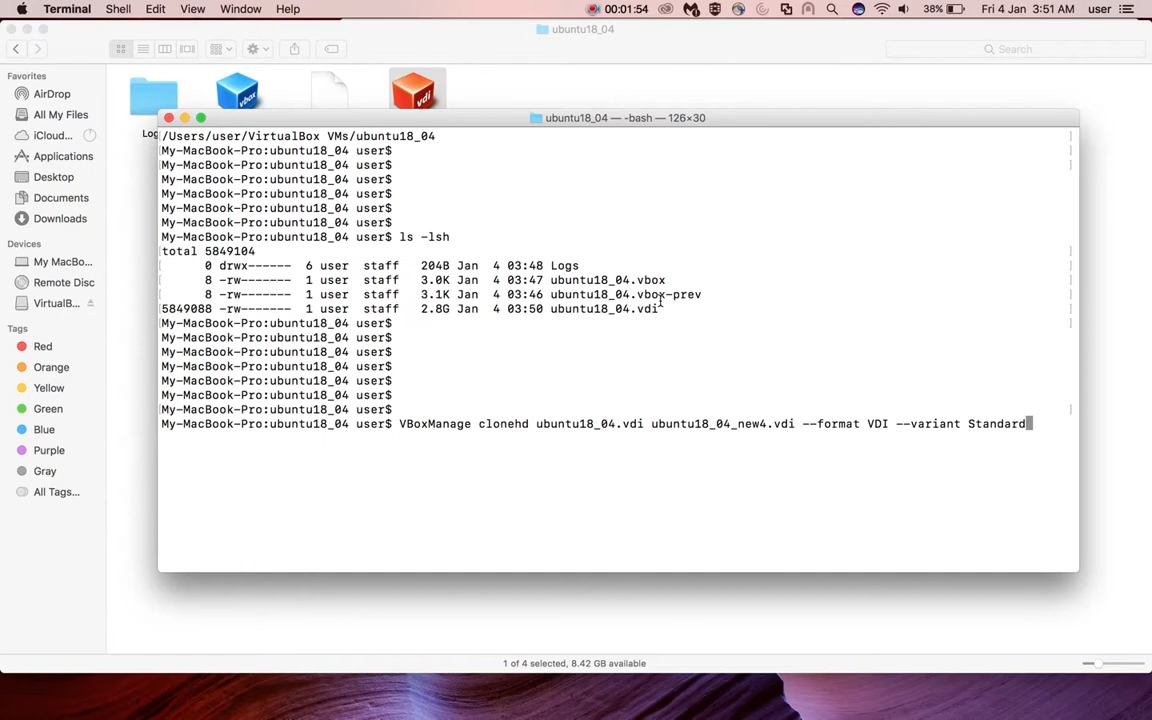 Terminal Shell Edit View Window Help 00:01:54 38% Fri 4 Jan 3:51 AM user
ubuntu18_04
Search
Favorites
AirDrop
All My Files
iCloud...
Applications
Desktop
Documents
Downloads
Devices
My MacBo...
Remote Disc
VirtualB...
Tags
Red
Orange
Yellow
Green
Blue
Purple
Gray
All Tags...
vbox
vdi
Lo
ubuntu18_04 — -bash — 126×30
/Users/user/VirtualBox VMs/ubuntu18_04
[My-MacBook-Pro:ubuntu18_04 user$ ]
[My-MacBook-Pro:ubuntu18_04 user$ ]
My-MacBook-Pro:ubuntu18_04 user$
My-MacBook-Pro:ubuntu18_04 user$
My-MacBook-Pro:ubuntu18_04 user$
My-MacBook-Pro:ubuntu18_04 user$
My-MacBook-Pro:ubuntu18_04 user$ ls -lsh
total 5849104
0 drwx------ 6 user staff 204B Jan 4 03:48 Logs
8 -rw------- 1 user staff 3.0K Jan 4 03:47 ubuntu18_04.vbox
8 -rw------- 1 user staff 3.1K Jan 4 03:46 ubuntu18_04.vbox-prev
5849088 -rw------- 1 user staff 2.8G Jan 4 03:50 ubuntu18_04.vdi
My-MacBook-Pro:ubuntu18_04 user$
My-MacBook-Pro:ubuntu18_04 user$
My-MacBook-Pro:ubuntu18_04 user$
My-MacBook-Pro:ubuntu18_04 user$
My-MacBook-Pro:ubuntu18_04 user$
My-MacBook-Pro:ubuntu18_04 user$
My-MacBook-Pro:ubuntu18_04 user$
My-MacBook-Pro:ubuntu18_04 user$ VBoxManage clonehd ubuntu18_04.vdi ubuntu18_04_new4.vdi --format VDI --variant Standard
1 of 4 selected, 8.42 GB available